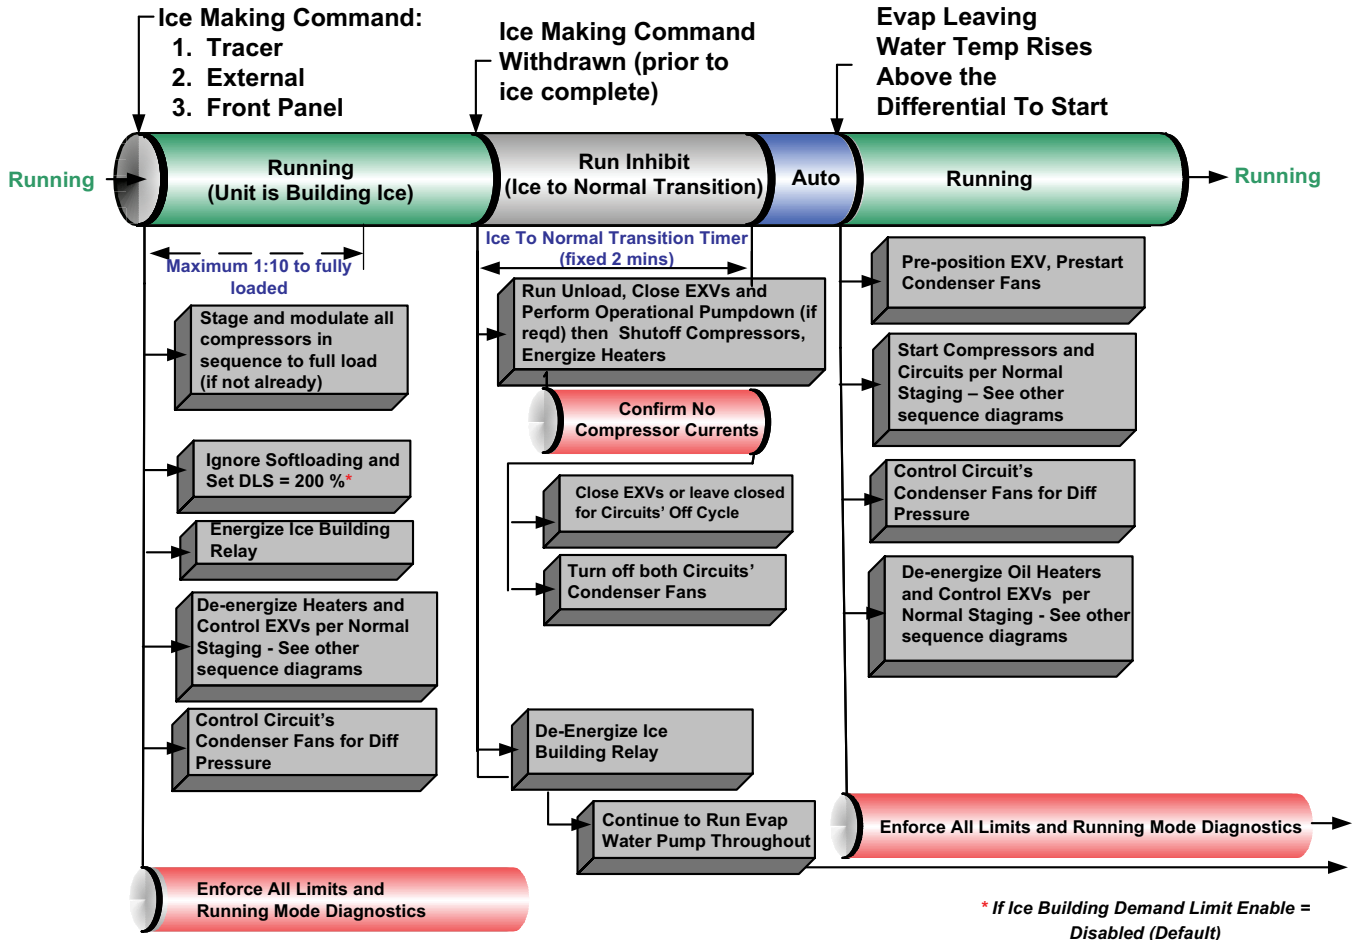 Ice Making Command:
1. Tracer
2. External
3. Front Panel
Ice Making Command
Withdrawn (prior to
ice complete)
Evap Leaving
Water Temp Rises
Above the
Differential To Start
Running
Running
(Unit is Building Ice)
Run Inhibit
(Ice to Normal Transition)
Auto
Running
Running
Maximum 1:10 to fully
loaded
Stage and modulate all
compressors in
sequence to full load
(if not already)
Ignore Softloading and
Set DLS = 200 %*
Energize Ice Building
Relay
De-energize Heaters and
Control EXVs per Normal
Staging - See other
sequence diagrams
Control Circuit's
Condenser Fans for Diff
Pressure
Enforce All Limits and
Running Mode Diagnostics
Ice To Normal Transition Timer
(fixed 2 mins)
Run Unload, Close EXVs and
Perform Operational Pumpdown (if
reqd) then Shutoff Compressors,
Energize Heaters
Confirm No
Compressor Currents
Close EXVs or leave closed
for Circuits' Off Cycle
Turn off both Circuits'
Condenser Fans
De-Energize Ice
Building Relay
Continue to Run Evap
Water Pump Throughout
Pre-position EXV, Prestart
Condenser Fans
Start Compressors and
Circuits per Normal
Staging – See other
sequence diagrams
Control Circuit's
Condenser Fans for Diff
Pressure
De-energize Oil Heaters
and Control EXVs per
Normal Staging - See other
sequence diagrams
Enforce All Limits and Running Mode Diagnostics
* If Ice Building Demand Limit Enable =
Disabled (Default)